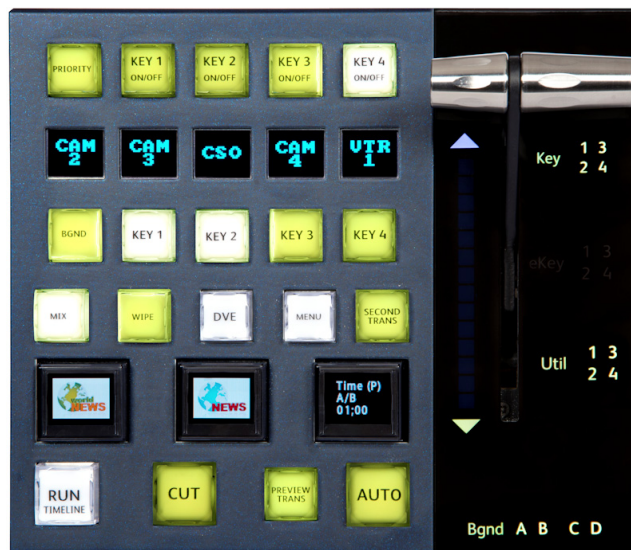 PRIORITY
KEY 1
ON/OFF
KEY 2
ON/OFF
KEY 3
ON/OFF
KEY 4
ON/OFF
CAM
2
CAM
3
CSO
CAM
4
VTR
1
Key
1 3
2 4
BGND
KEY 1
KEY 2
KEY 3
KEY 4
eKey
1 3
2 4
MIX
WIPE
DVE
MENU
SECOND
TRANS
world
NEWS
NEWS
Time (P)
A/B
01;00
Util
1 3
2 4
RUN
TIMELINE
CUT
PREVIEW
TRANS
AUTO
Bgnd A B C D